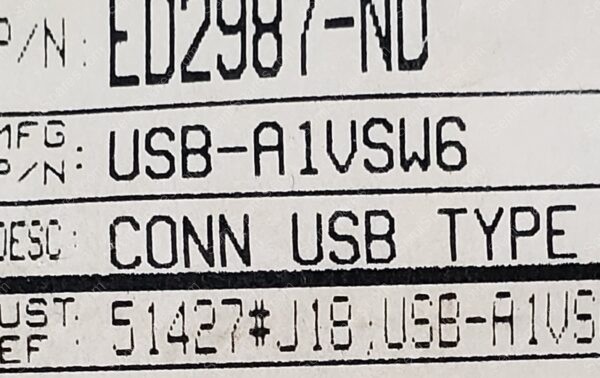 P/N: ED2987-ND
MFG
P/N: USB-A1VSW6
DESC: CONN USB TYPE
CUST
REF : 51427#J18;USB-A1VS